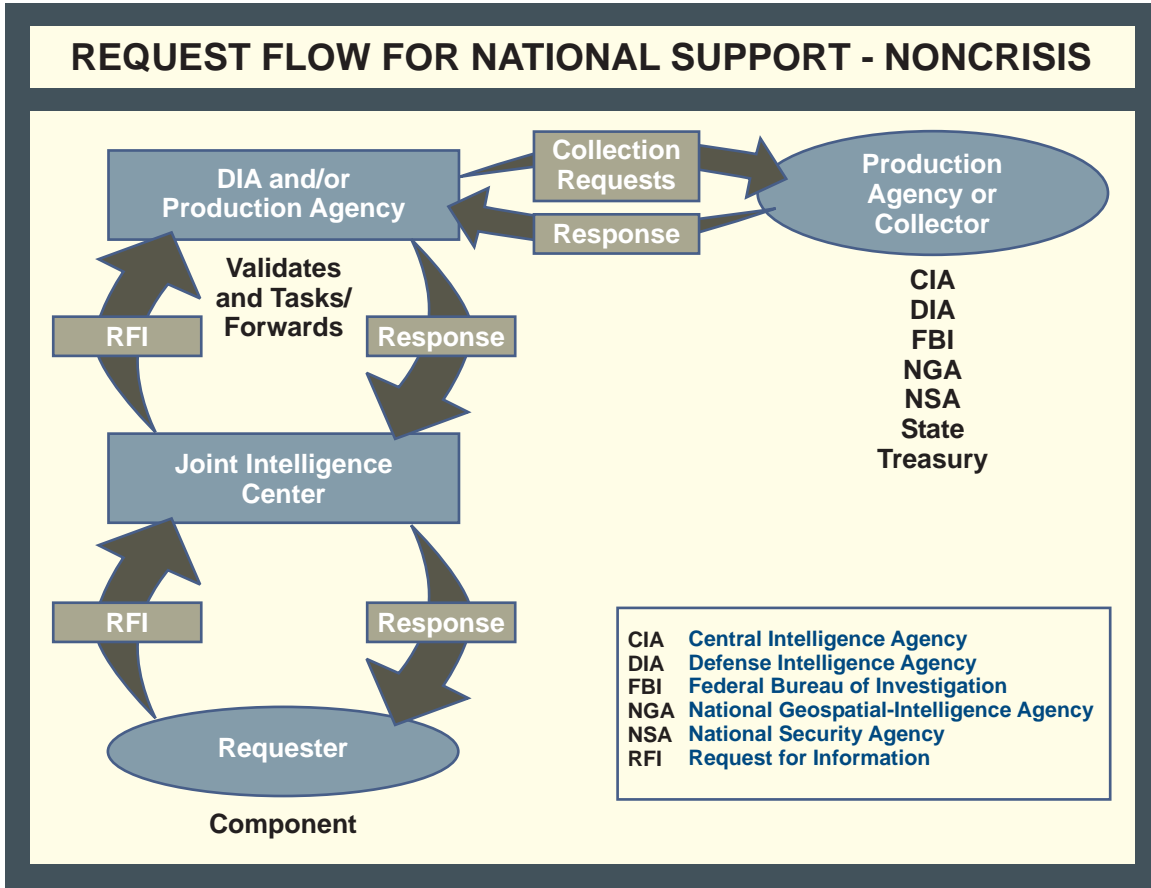 REQUEST FLOW FOR NATIONAL SUPPORT - NONCRISIS
DIA and/or
Production Agency
Collection
Requests
Response
Production
Agency or
Collector
Validates
and Tasks/
Forwards
RFI
Response
CIA
DIA
FBI
NGA
NSA
State
Treasury
Joint Intelligence
Center
RFI
Response
Requester
Component
CIA Central Intelligence Agency
DIA Defense Intelligence Agency
FBI Federal Bureau of Investigation
NGA National Geospatial-Intelligence Agency
NSA National Security Agency
RFI Request for Information